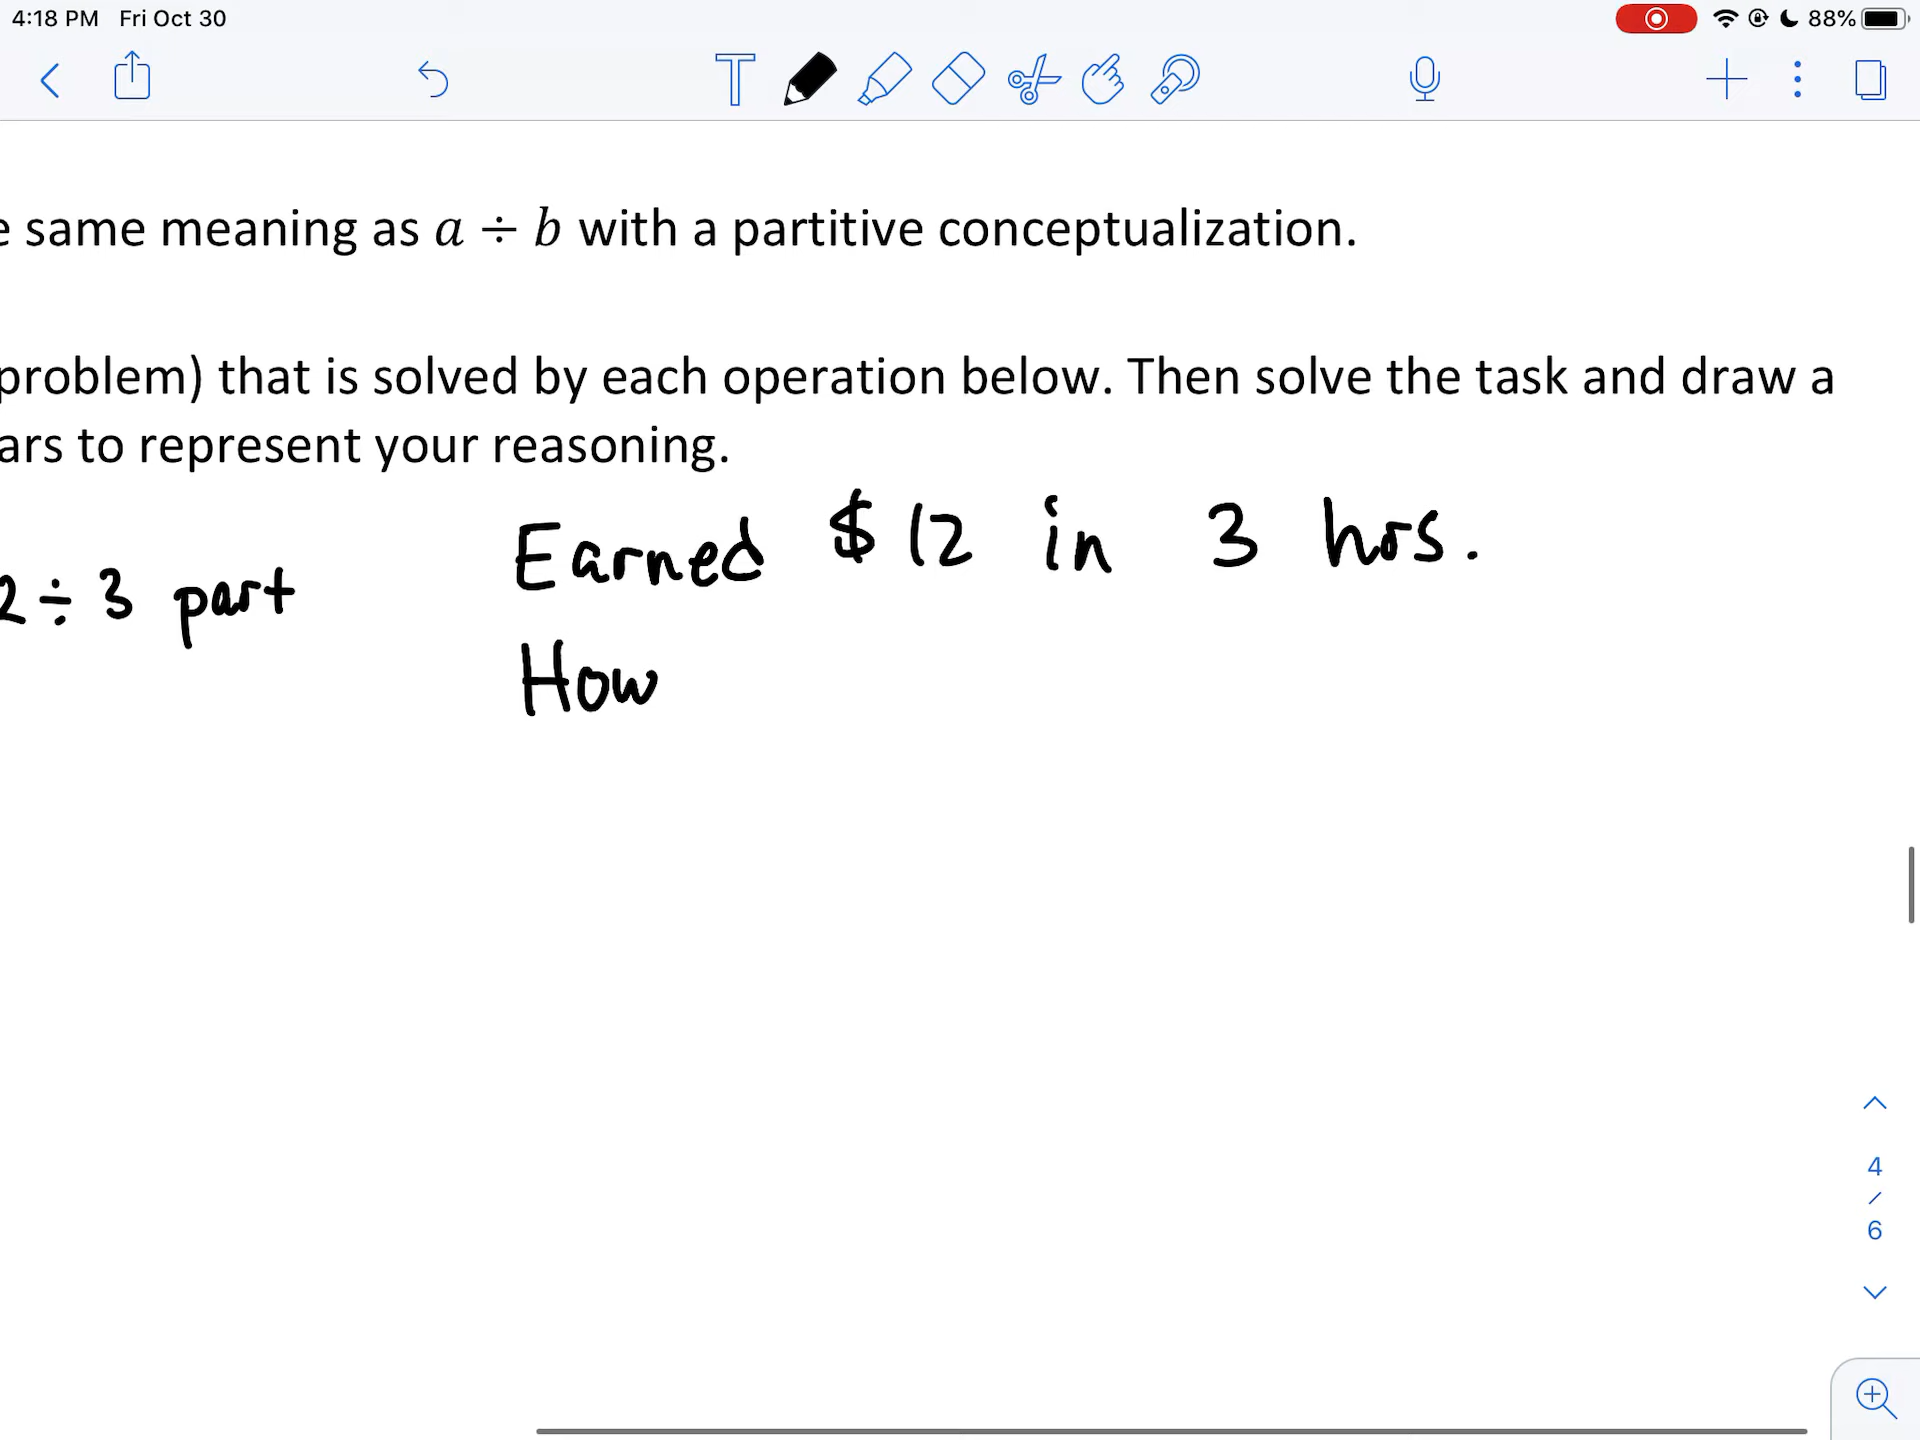 4:18 PM Fri Oct 30 88%
same meaning as a ÷ b with a partitive conceptualization.
problem) that is solved by each operation below. Then solve the task and draw a
ars to represent your reasoning.
Earned $12 in 3 hrs.
2 ÷ 3 part
How
4
/
6